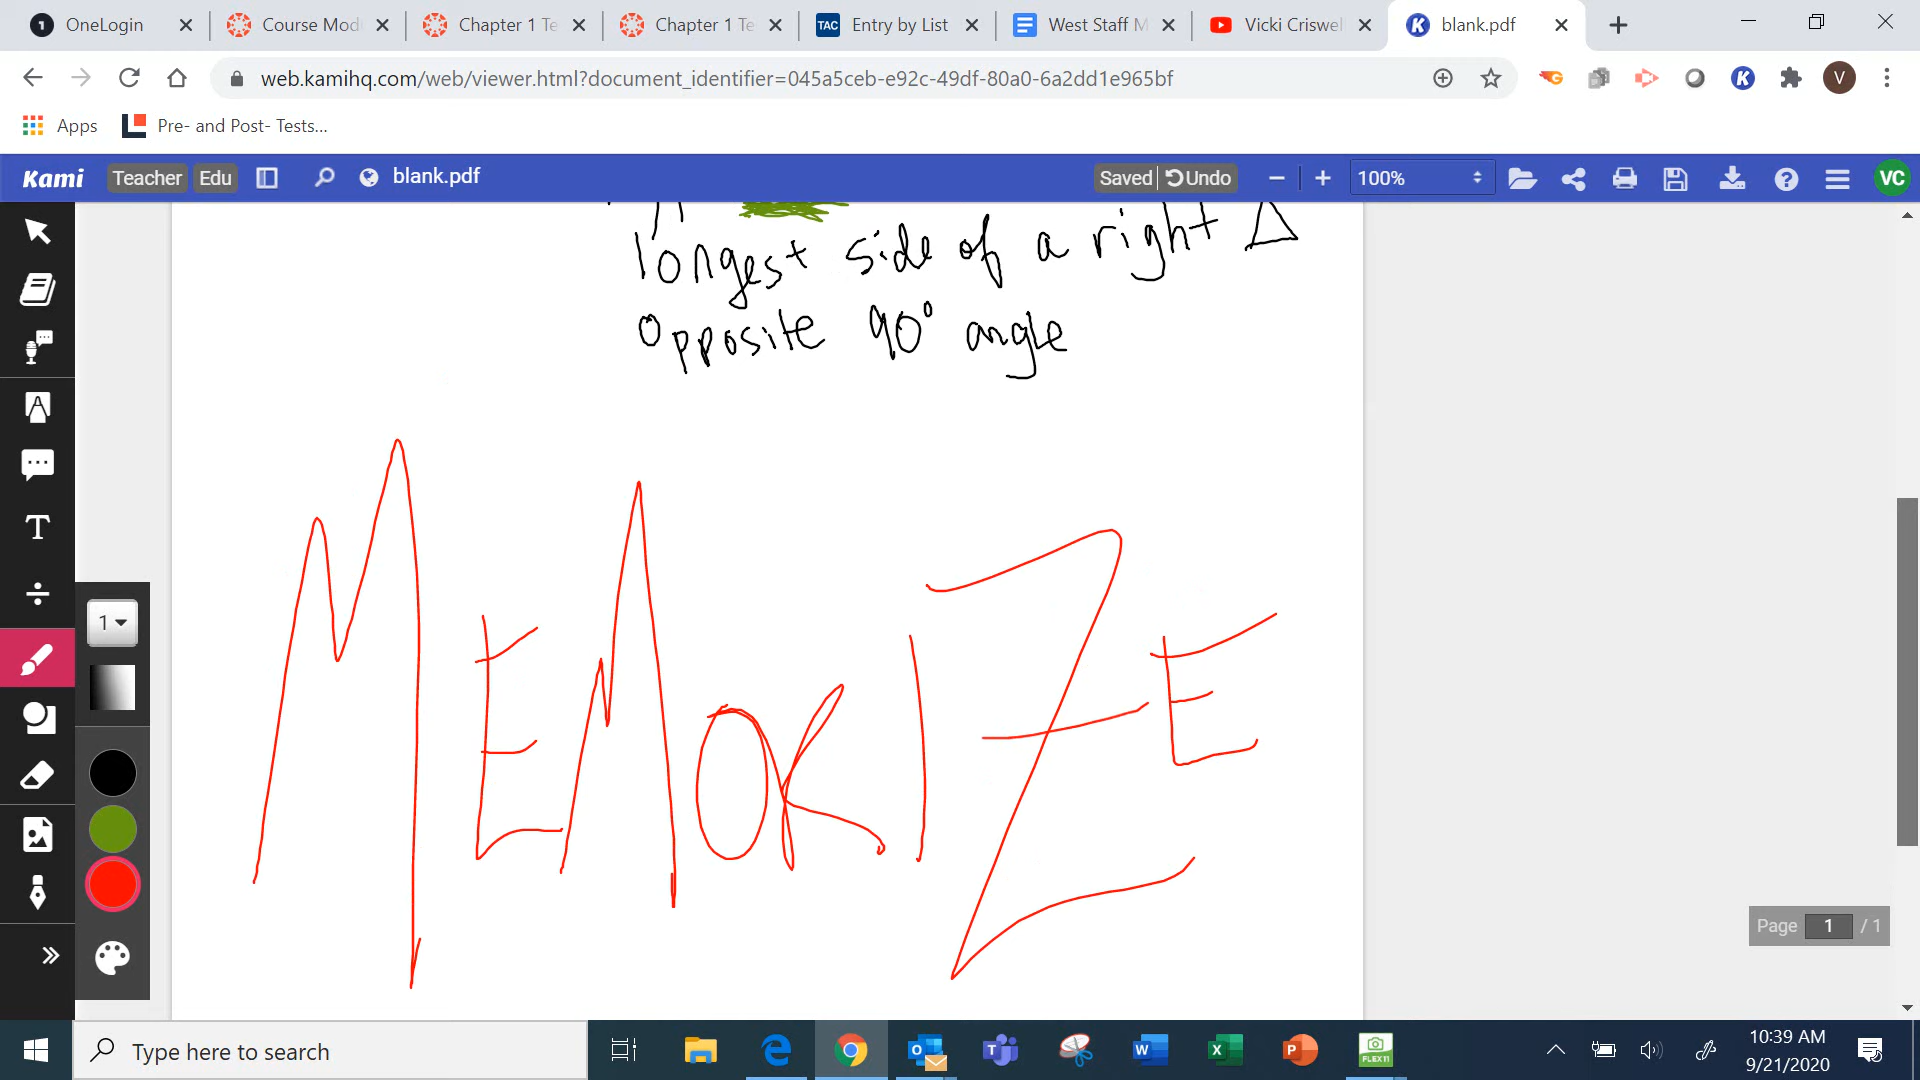 OneLogin
Course Mod
Chapter 1 Te
Chapter 1 Te
TAC Entry by List
West Staff M
Vicki Criswel
blank.pdf
web.kamihq.com/web/viewer.html?document_identifier=045a5ceb-e92c-49df-80a0-6a2dd1e965bf
V
Apps
Pre- and Post- Tests...
Kami Teacher Edu blank.pdf Saved Undo 100% VC
longest side of a right Δ
opposite 90° angle
MEMORIZE
T
1
Page 1 / 1
Type here to search
FLEX11
10:39 AM
9/21/2020